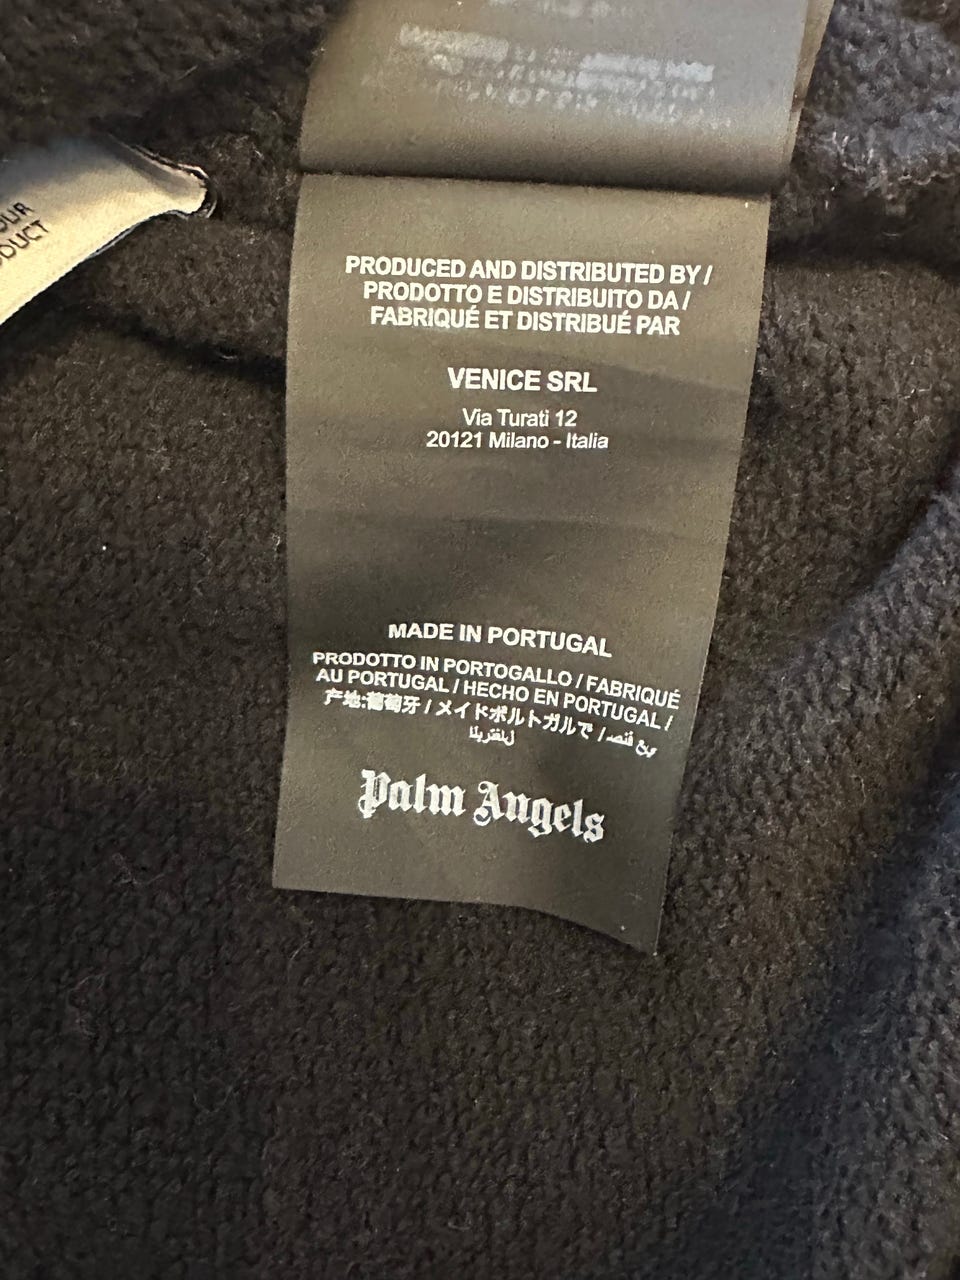 OUR
DUCT
PRODUCED AND DISTRIBUTED BY /
PRODOTTO E DISTRIBUITO DA /
FABRIQUÉ ET DISTRIBUÉ PAR
VENICE SRL
Via Turati 12
20121 Milano - Italia
MADE IN PORTUGAL
PRODOTTO IN PORTOGALLO / FABRIQUÉ
AU PORTUGAL / HECHO EN PORTUGAL /
产地:葡萄牙 / メイドポルトガルで /
Palm Angels